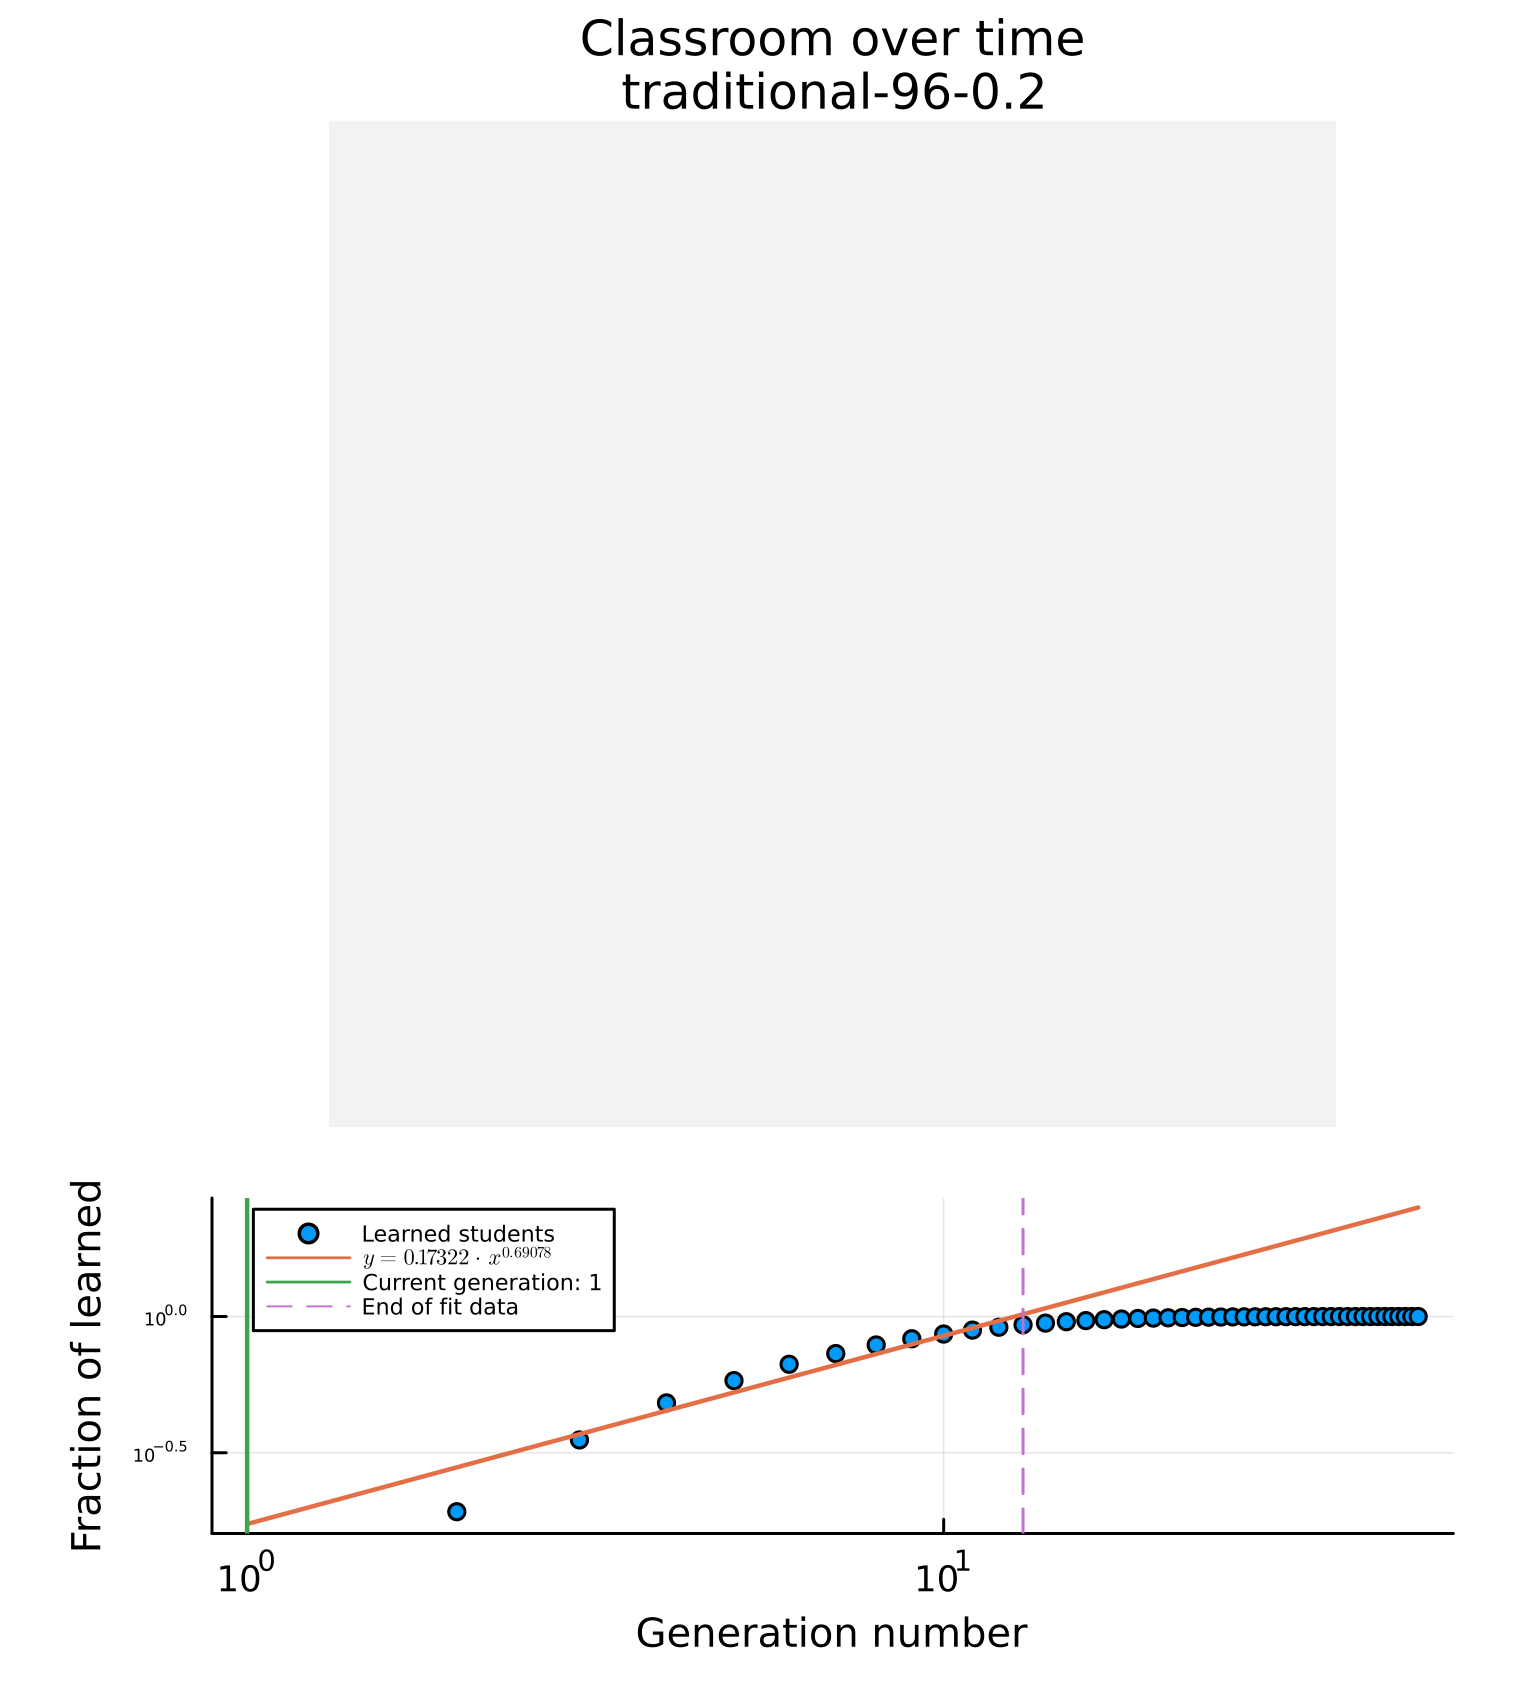 Classroom over time
traditional-96-0.2
Fraction of learned
Learned students
y = 0.17322 · x^0.69078
Current generation: 1
End of fit data
10^0.0
10^−0.5
10^0
10^1
Generation number